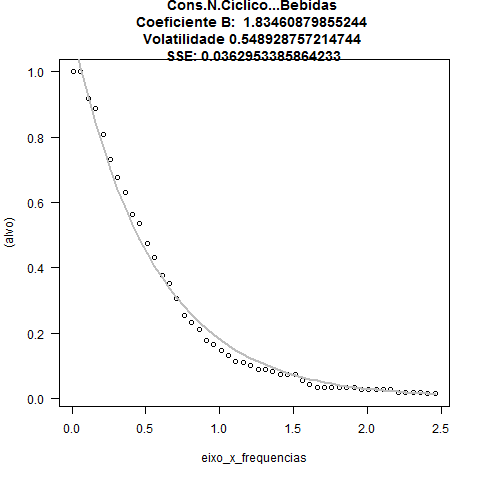 Cons.N.Ciclico...Bebidas
Coeficiente B:  1.83460879855244
Volatilidade 0.548928757214744
SSE: 0.0362953385864233
1.0
0.8
0.6
0.4
0.2
0.0
(alvo)
0.0 0.5 1.0 1.5 2.0 2.5
eixo_x_frequencias